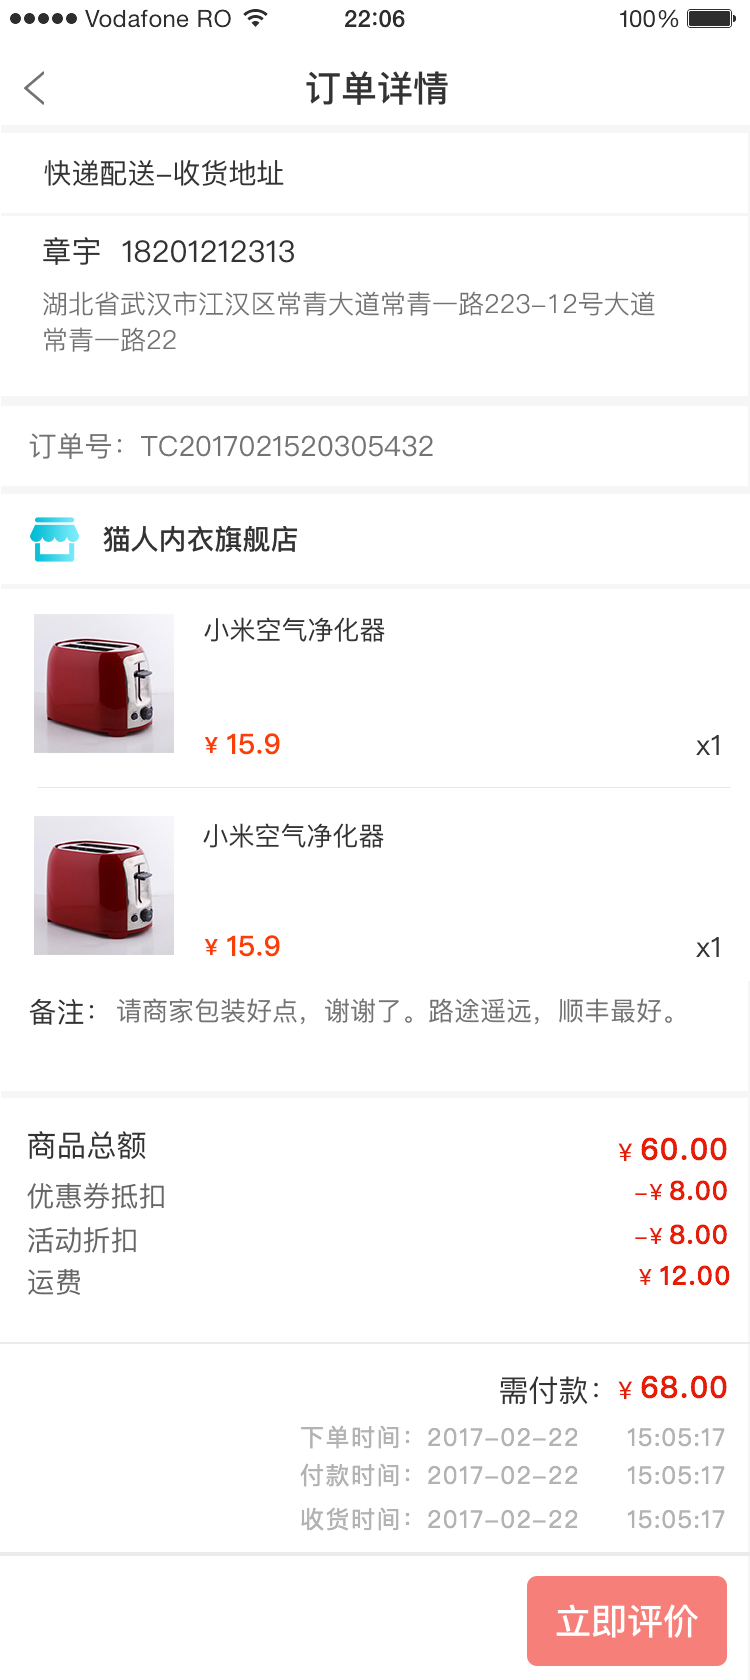 Vodafone RO 22:06 100%
订单详情
快递配送-收货地址
章宇 18201212313
湖北省武汉市江汉区常青大道常青一路223-12号大道
常青一路22
订单号：TC2017021520305432
猫人内衣旗舰店
小米空气净化器
¥ 15.9 x1
小米空气净化器
¥ 15.9 x1
备注：请商家包装好点，谢谢了。路途遥远，顺丰最好。
商品总额 ¥ 60.00
优惠券抵扣 -¥ 8.00
活动折扣 -¥ 8.00
运费 ¥ 12.00
需付款：¥ 68.00
下单时间：2017-02-22 15:05:17
付款时间：2017-02-22 15:05:17
收货时间：2017-02-22 15:05:17
立即评价